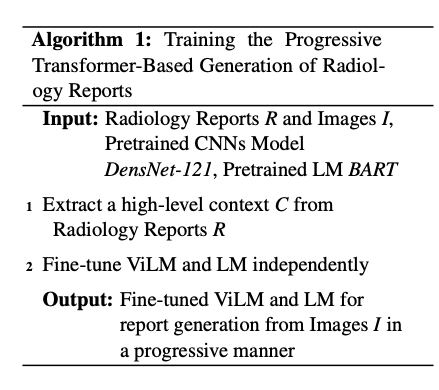 Algorithm 1: Training the Progressive
Transformer-Based Generation of Radiol-
ogy Reports
Input: Radiology Reports R and Images I,
Pretrained CNNs Model
DensNet-121, Pretrained LM BART
1 Extract a high-level context C from
Radiology Reports R
2 Fine-tune ViLM and LM independently
Output: Fine-tuned ViLM and LM for
report generation from Images I in
a progressive manner